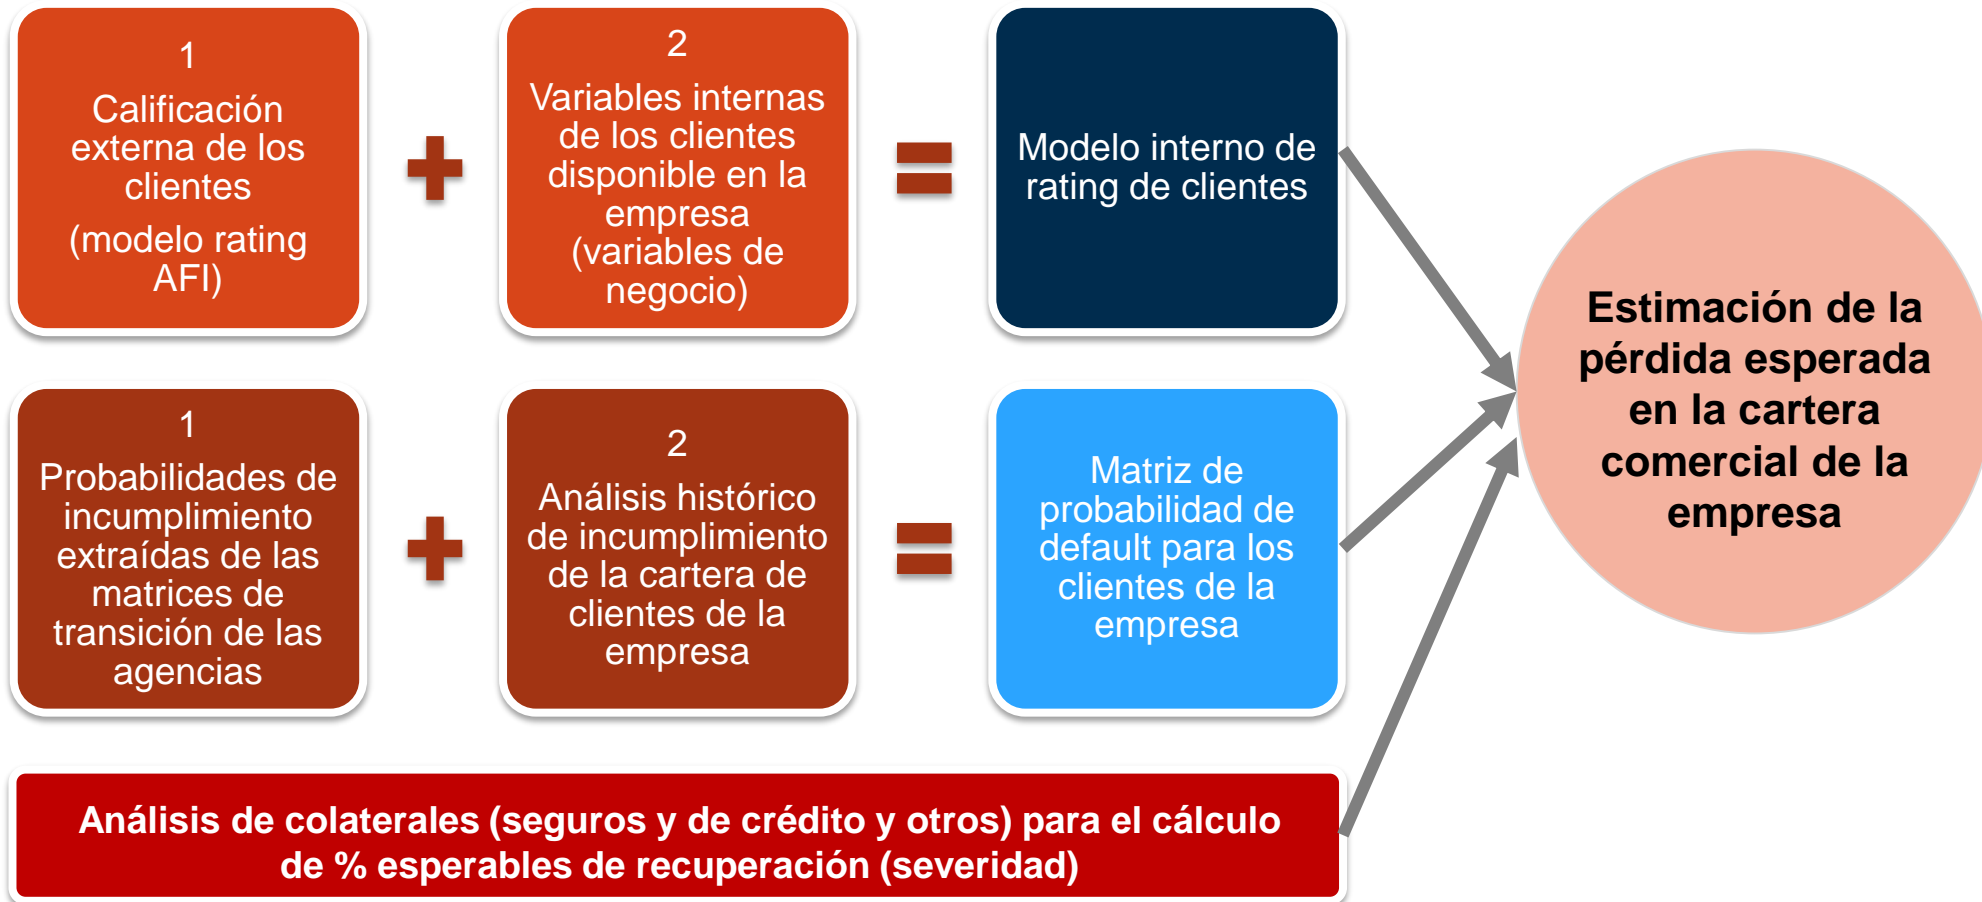 1
Calificación
externa de los
clientes
(modelo rating
AFI)
2
Variables internas
de los clientes
disponible en la
empresa
(variables de
negocio)
Modelo interno de
rating de clientes
1
Probabilidades de
incumplimiento
extraídas de las
matrices de
transición de las
agencias
2
Análisis histórico
de incumplimiento
de la cartera de
clientes de la
empresa
Matriz de
probabilidad de
default para los
clientes de la
empresa
Análisis de colaterales (seguros y de crédito y otros) para el cálculo
de % esperables de recuperación (severidad)
Estimación de la
pérdida esperada
en la cartera
comercial de la
empresa